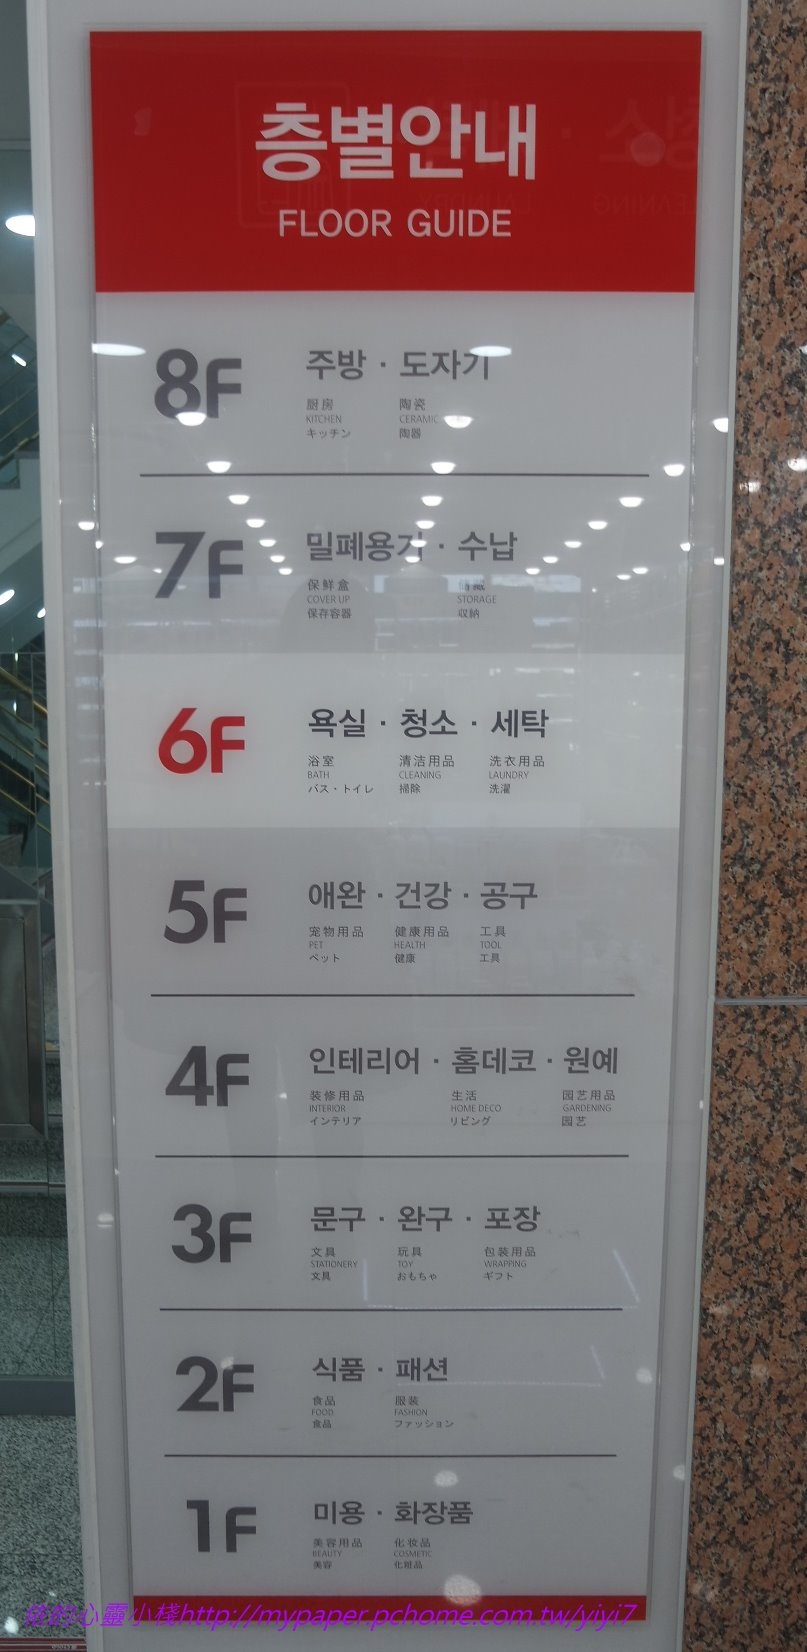 층별안내
FLOOR GUIDE
8F 주방 · 도자기
厨房 陶瓷
KITCHEN CERAMIC
キッチン 陶器
7F 밀폐용기 · 수납
保鲜盒
COVER UP STORAGE
保存容器 収納
6F 욕실 · 청소 · 세탁
浴室 清洁用品 洗衣用品
BATH CLEANING LAUNDRY
バス・トイレ 掃除 洗濯
5F 애완 · 건강 · 공구
宠物用品 健康用品 工具
PET HEALTH TOOL
ペット 健康 工具
4F 인테리어 · 홈데코 · 원예
装修用品 生活 园艺用品
INTERIOR HOME DECO GARDENING
インテリア リビング 園芸
3F 문구 · 완구 · 포장
文具 玩具 包装用品
STATIONERY TOY WRAPPING
文具 おもちゃ ギフト
2F 식품 · 패션
食品 服装
FOOD FASHION
食品 ファッション
1F 미용 · 화장품
美容用品 化妆品
BEAUTY COSMETIC
美容 化粧品
的心靈小棧http://mypaper.pchome.com.tw/yiyi7